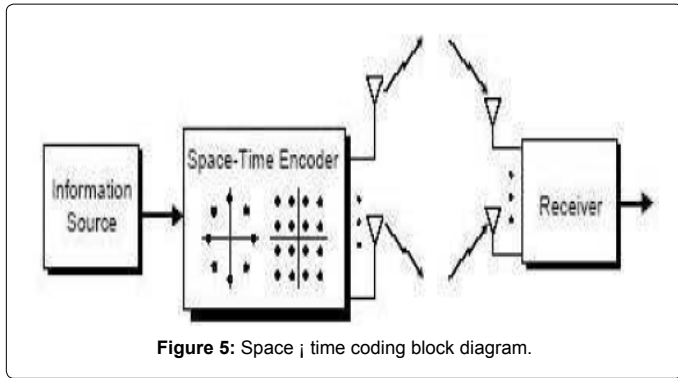 Information
Source
Space-Time Encoder
Receiver
Figure 5: Space ¡ time coding block diagram.